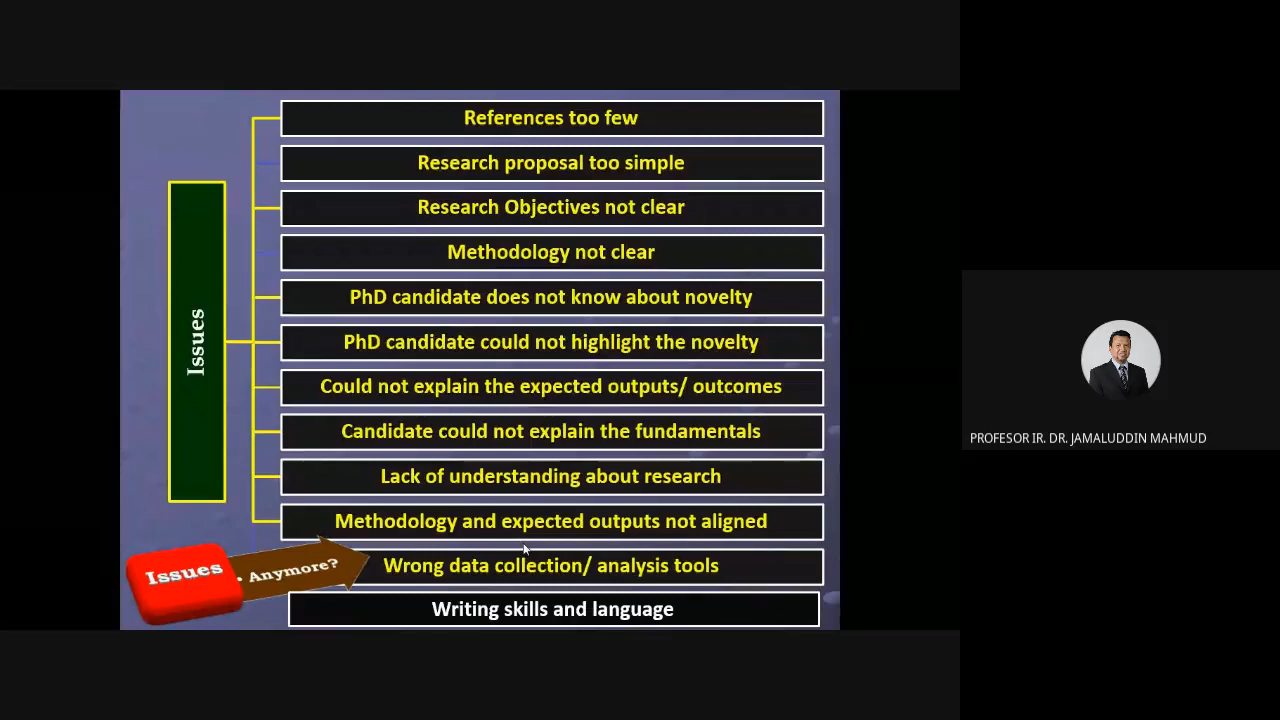 References too few
Research proposal too simple
Research Objectives not clear
Methodology not clear
PhD candidate does not know about novelty
Issues
PhD candidate could not highlight the novelty
Could not explain the expected outputs/ outcomes
Candidate could not explain the fundamentals
PROFESOR IR. DR. JAMALUDDIN MAHMUD
Lack of understanding about research
Methodology and expected outputs not aligned
Issues
• Anymore?
Wrong data collection/ analysis tools
Writing skills and language